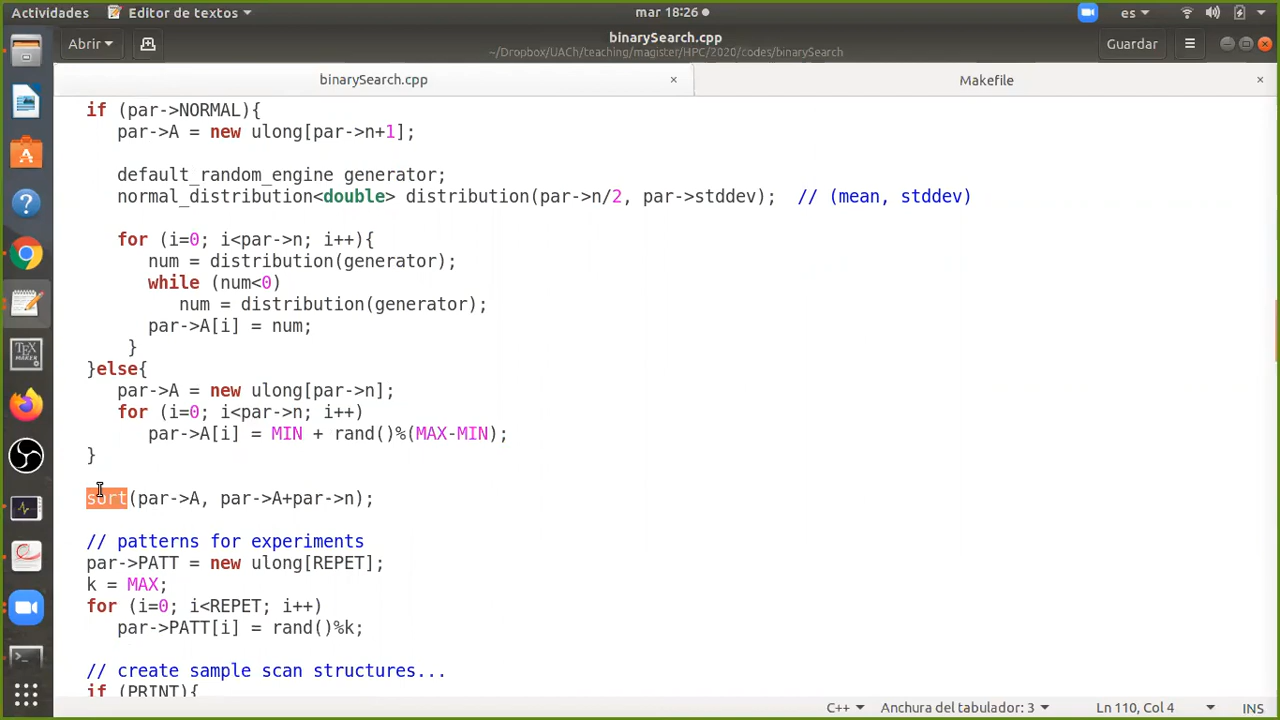 Actividades
Editor de textos
mar 18:26
es
Abrir
binarySearch.cpp
~/Dropbox/UACh/teaching/magister/HPC/2020/codes/binarySearch
Guardar
binarySearch.cpp ×
Makefile ×
if (par->NORMAL){
par->A = new ulong[par->n+1];
default_random_engine generator;
normal_distribution<double> distribution(par->n/2, par->stddev); // (mean, stddev)
for (i=0; i<par->n; i++){
num = distribution(generator);
while (num<0)
num = distribution(generator);
par->A[i] = num;
}
}else{
par->A = new ulong[par->n];
for (i=0; i<par->n; i++)
par->A[i] = MIN + rand()%(MAX-MIN);
}
sort(par->A, par->A+par->n);
// patterns for experiments
par->PATT = new ulong[REPET];
k = MAX;
for (i=0; i<REPET; i++)
par->PATT[i] = rand()%k;
// create sample scan structures...
if (PRINT){
C++
Anchura del tabulador: 3
Ln 110, Col 4
INS